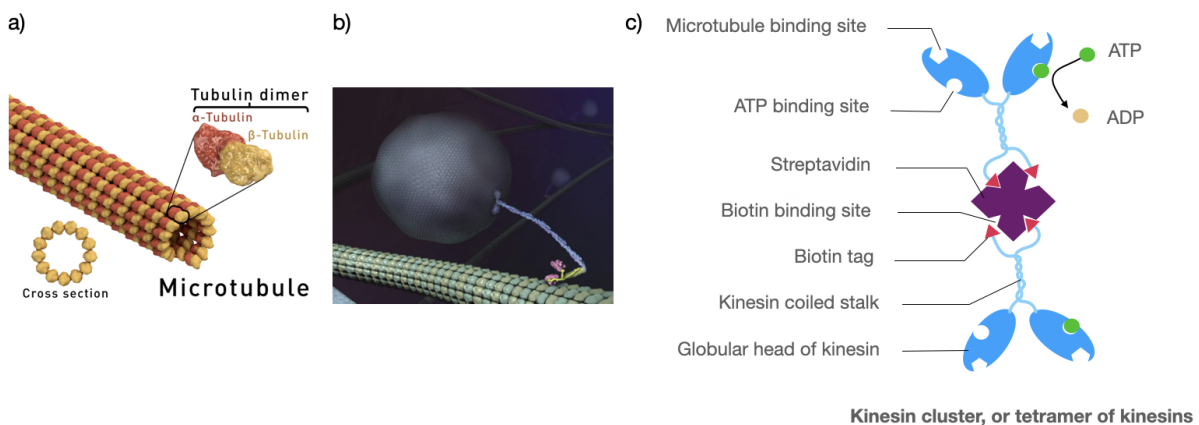 a)
Tubulin dimer
α-Tubulin
β-Tubulin
Cross section
Microtubule
b)
c)
Microtubule binding site
ATP
ATP binding site
ADP
Streptavidin
Biotin binding site
Biotin tag
Kinesin coiled stalk
Globular head of kinesin
Kinesin cluster, or tetramer of kinesins